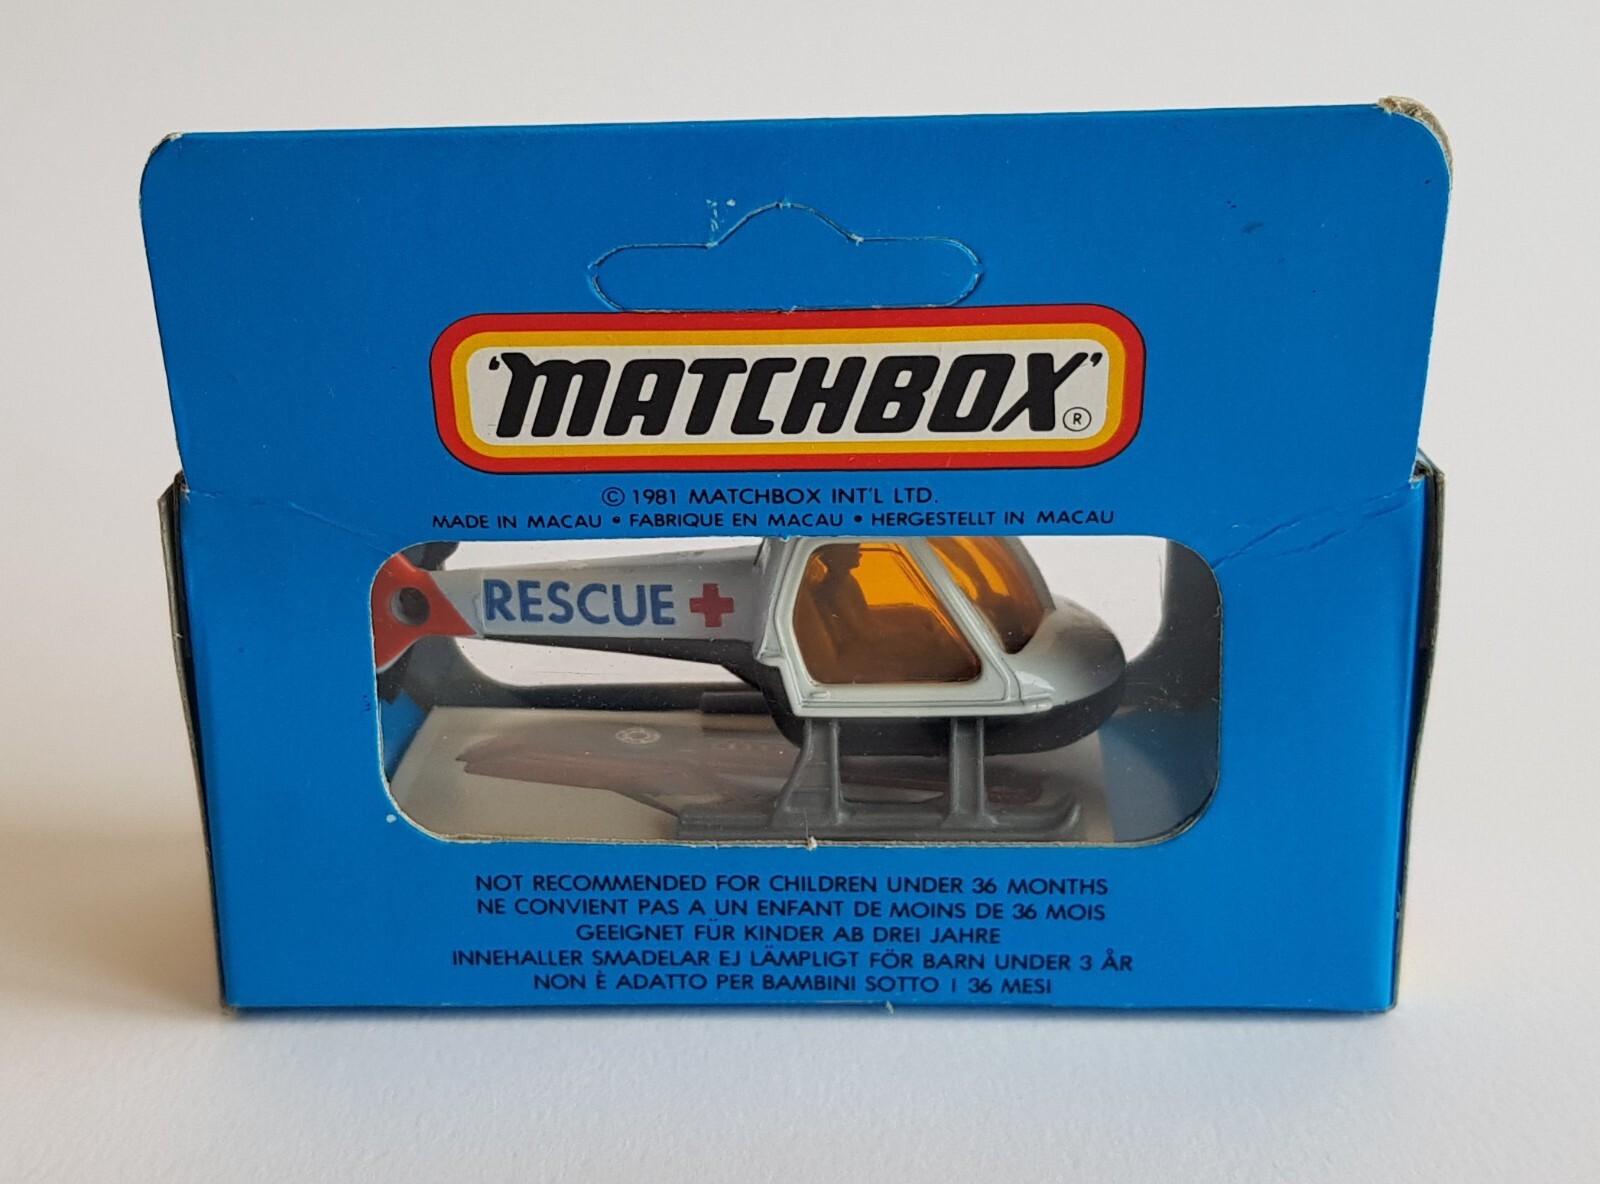 'MATCHBOX' ®
© 1981 MATCHBOX INT'L LTD.
MADE IN MACAU • FABRIQUE EN MACAU • HERGESTELLT IN MACAU
RESCUE
NOT RECOMMENDED FOR CHILDREN UNDER 36 MONTHS
NE CONVIENT PAS A UN ENFANT DE MOINS DE 36 MOIS
GEEIGNET FÜR KINDER AB DREI JAHRE
INNEHALLER SMADELAR EJ LÄMPLIGT FÖR BARN UNDER 3 ÅR
NON È ADATTO PER BAMBINI SOTTO I 36 MESI